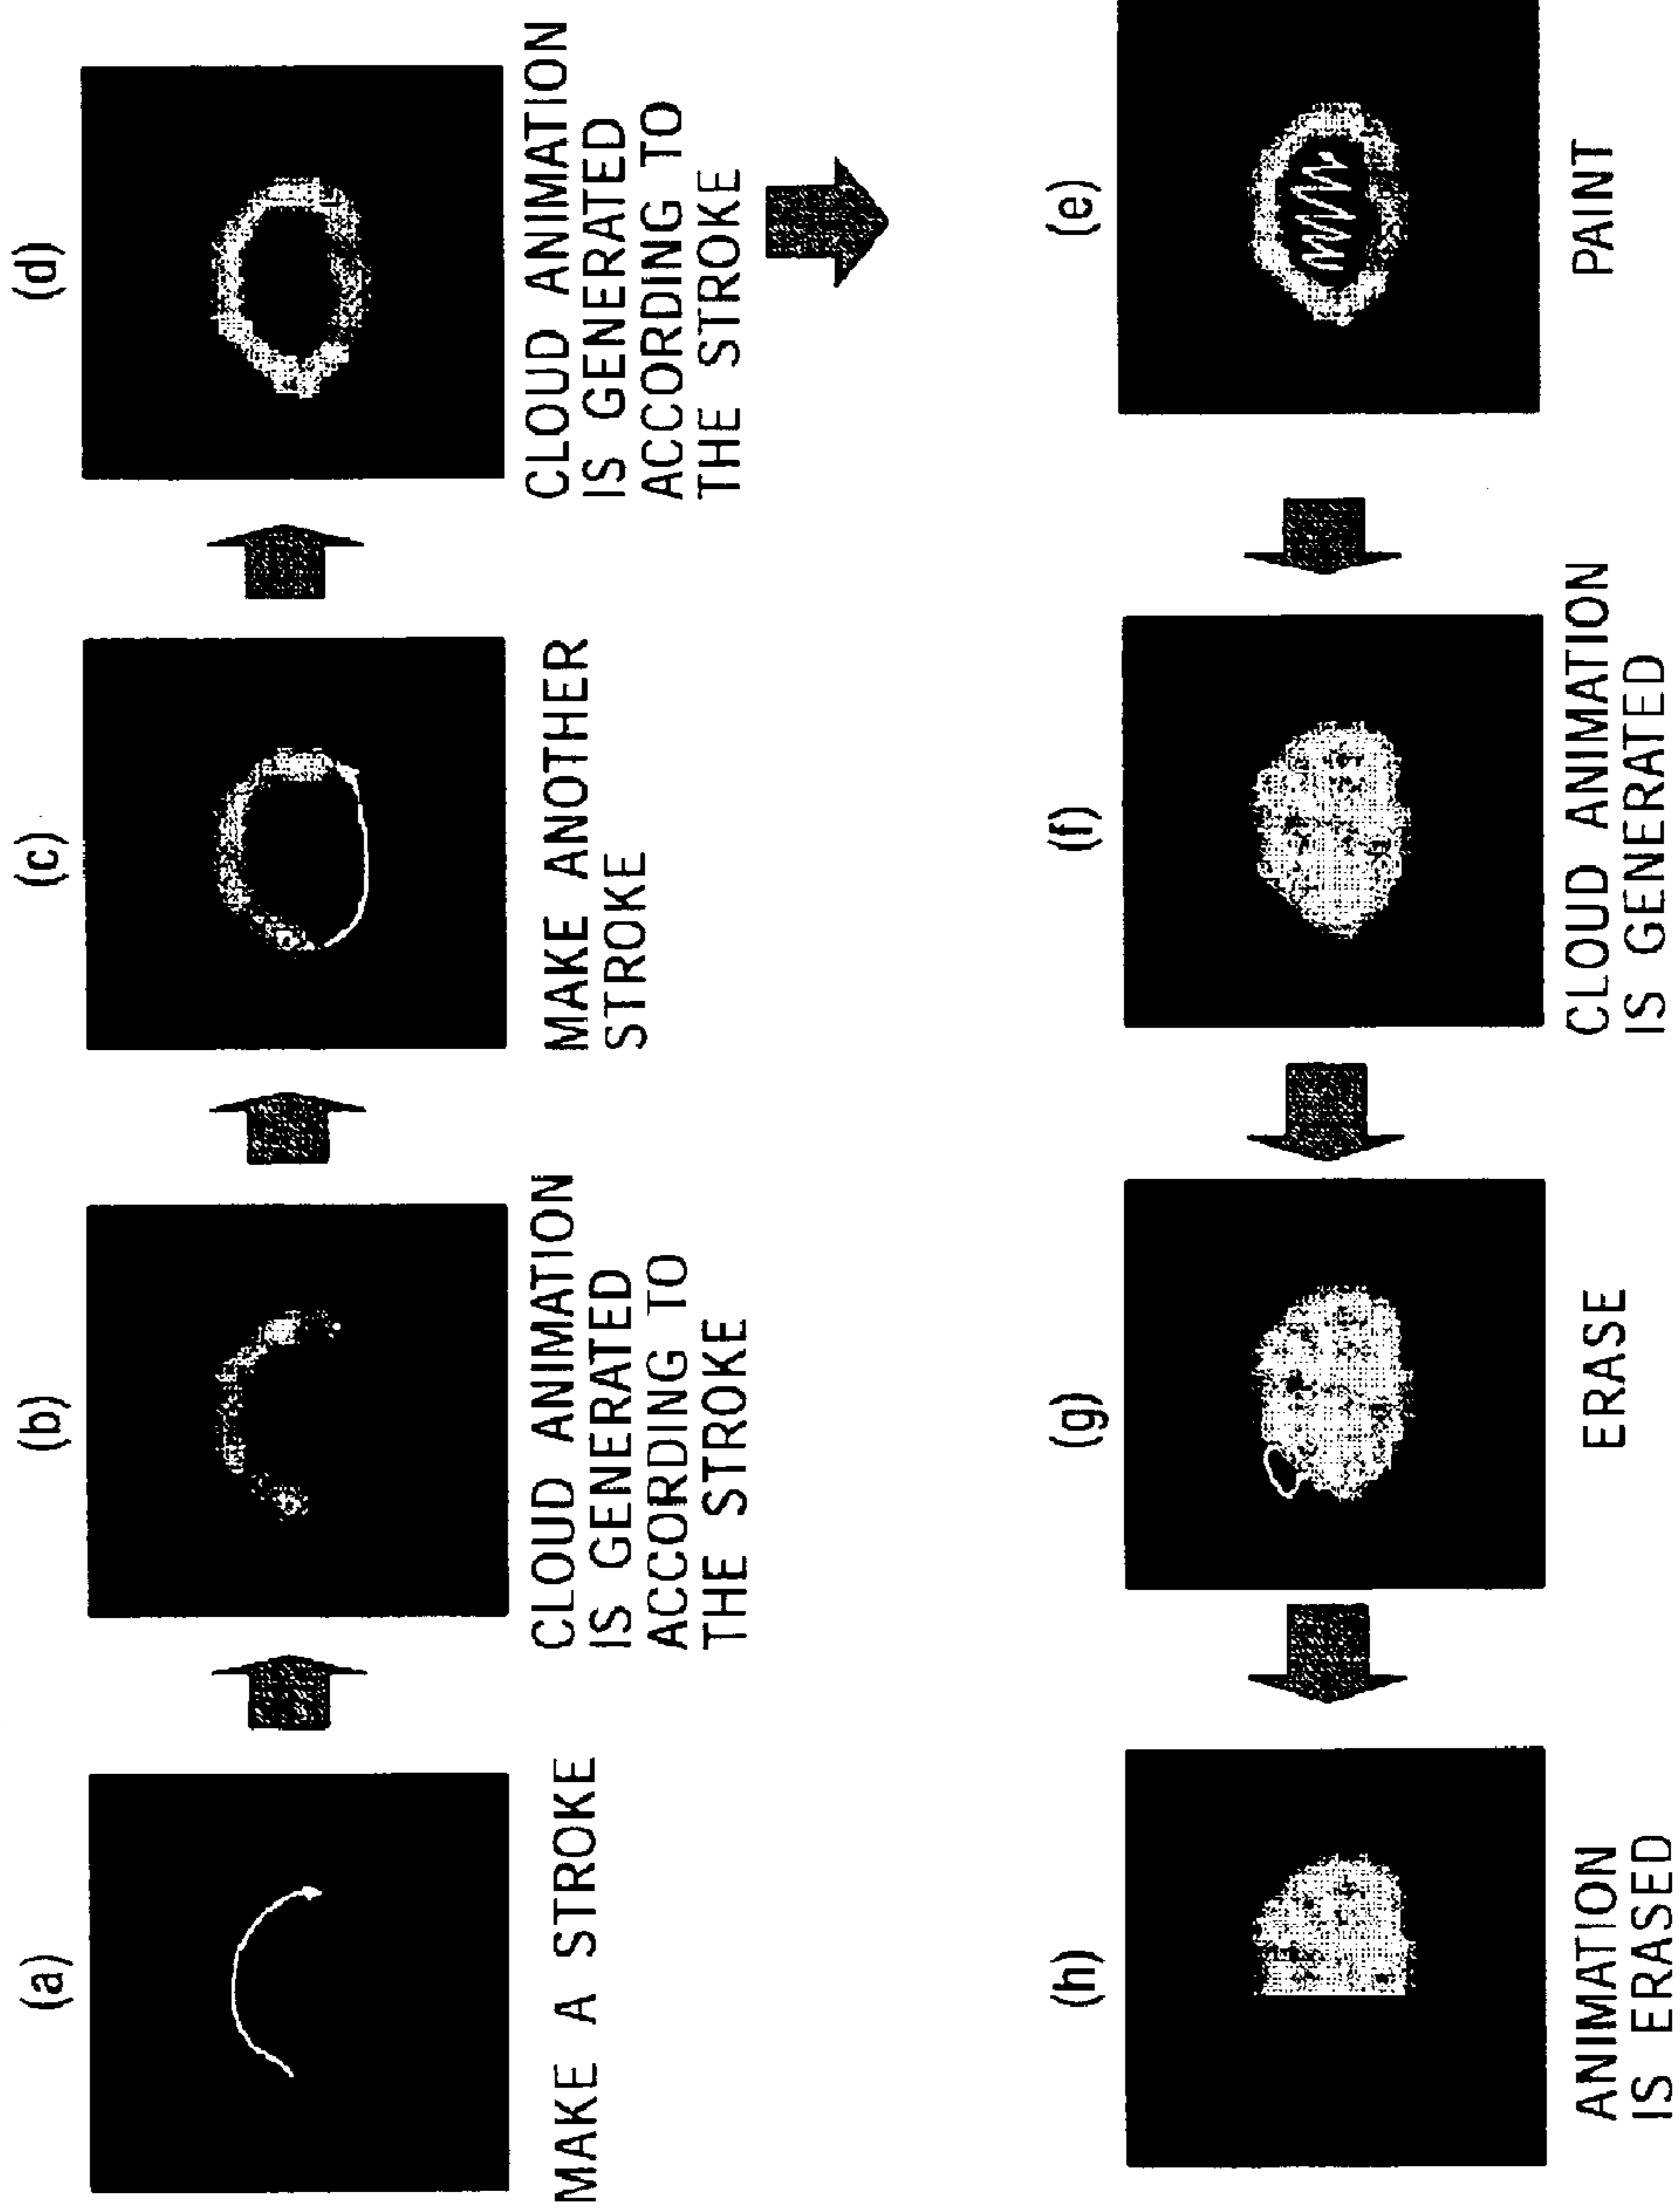 (a)
MAKE A STROKE
(b)
CLOUD ANIMATION
IS GENERATED
ACCORDING TO
THE STROKE
(c)
MAKE ANOTHER
STROKE
(d)
CLOUD ANIMATION
IS GENERATED
ACCORDING TO
THE STROKE
(e)
PAINT
(f)
CLOUD ANIMATION
IS GENERATED
(g)
ERASE
(h)
ANIMATION
IS ERASED